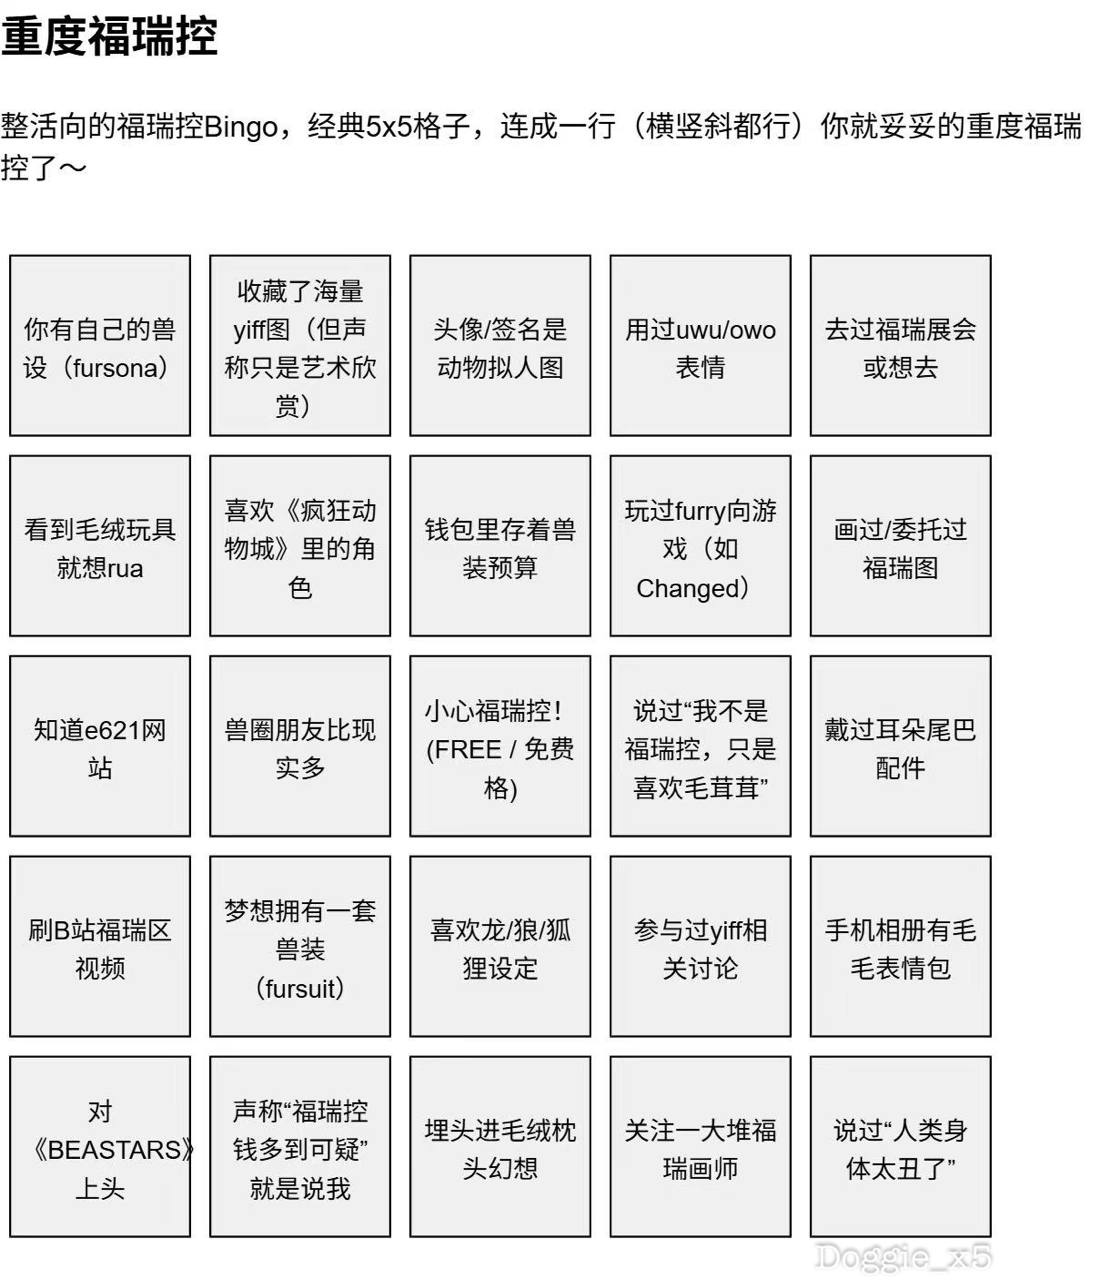 重度福瑞控
整活向的福瑞控Bingo，经典5x5格子，连成一行（横竖斜都行）你就妥妥的重度福瑞
控了～
你有自己的兽
设（fursona）
收藏了海量
yiff图（但声
称只是艺术欣
赏）
头像/签名是
动物拟人图
用过uwu/owo
表情
去过福瑞展会
或想去
看到毛绒玩具
就想rua
喜欢《疯狂动
物城》里的角
色
钱包里存着兽
装预算
玩过furry向游
戏（如
Changed）
画过/委托过
福瑞图
知道e621网
站
兽圈朋友比现
实多
小心福瑞控！
(FREE / 免费
格)
说过“我不是
福瑞控，只是
喜欢毛茸茸”
戴过耳朵尾巴
配件
刷B站福瑞区
视频
梦想拥有一套
兽装
（fursuit）
喜欢龙/狼/狐
狸设定
参与过yiff相
关讨论
手机相册有毛
毛表情包
对
《BEASTARS》
上头
声称“福瑞控
钱多到可疑”
就是说我
埋头进毛绒枕
头幻想
关注一大堆福
瑞画师
说过“人类身
体太丑了”
Doggie_x5